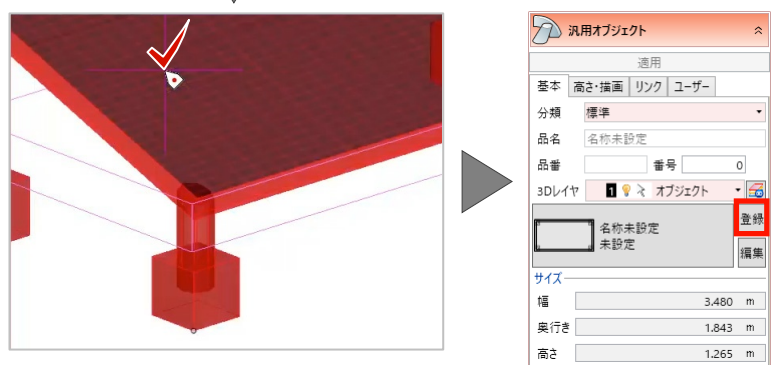 汎用オブジェクト
適用
基本 高さ・描画 リンク ユーザー
分類 標準
品名 名称未設定
品番 番号 0
3Dレイヤ 1 オブジェクト
名称未設定
未設定
登録
編集
サイズ
幅 3.480 m
奥行き 1.843 m
高さ 1.265 m